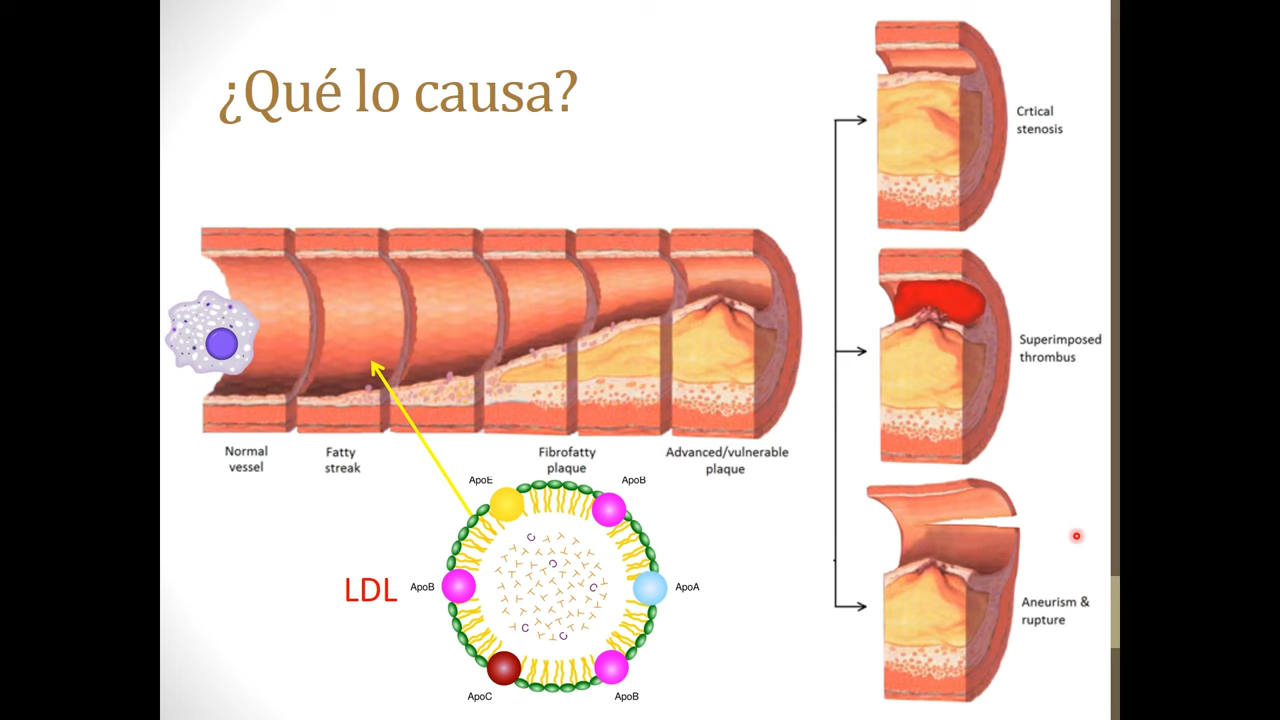 ¿Qué lo causa?
Crtical
stenosis
Superimposed
thrombus
Aneurism &
rupture
Normal
vessel
Fatty
streak
Fibrofatty
plaque
Advanced/vulnerable
plaque
ApoE
ApoB
LDL
ApoB
ApoA
ApoC
ApoB
C
C
C
C
C